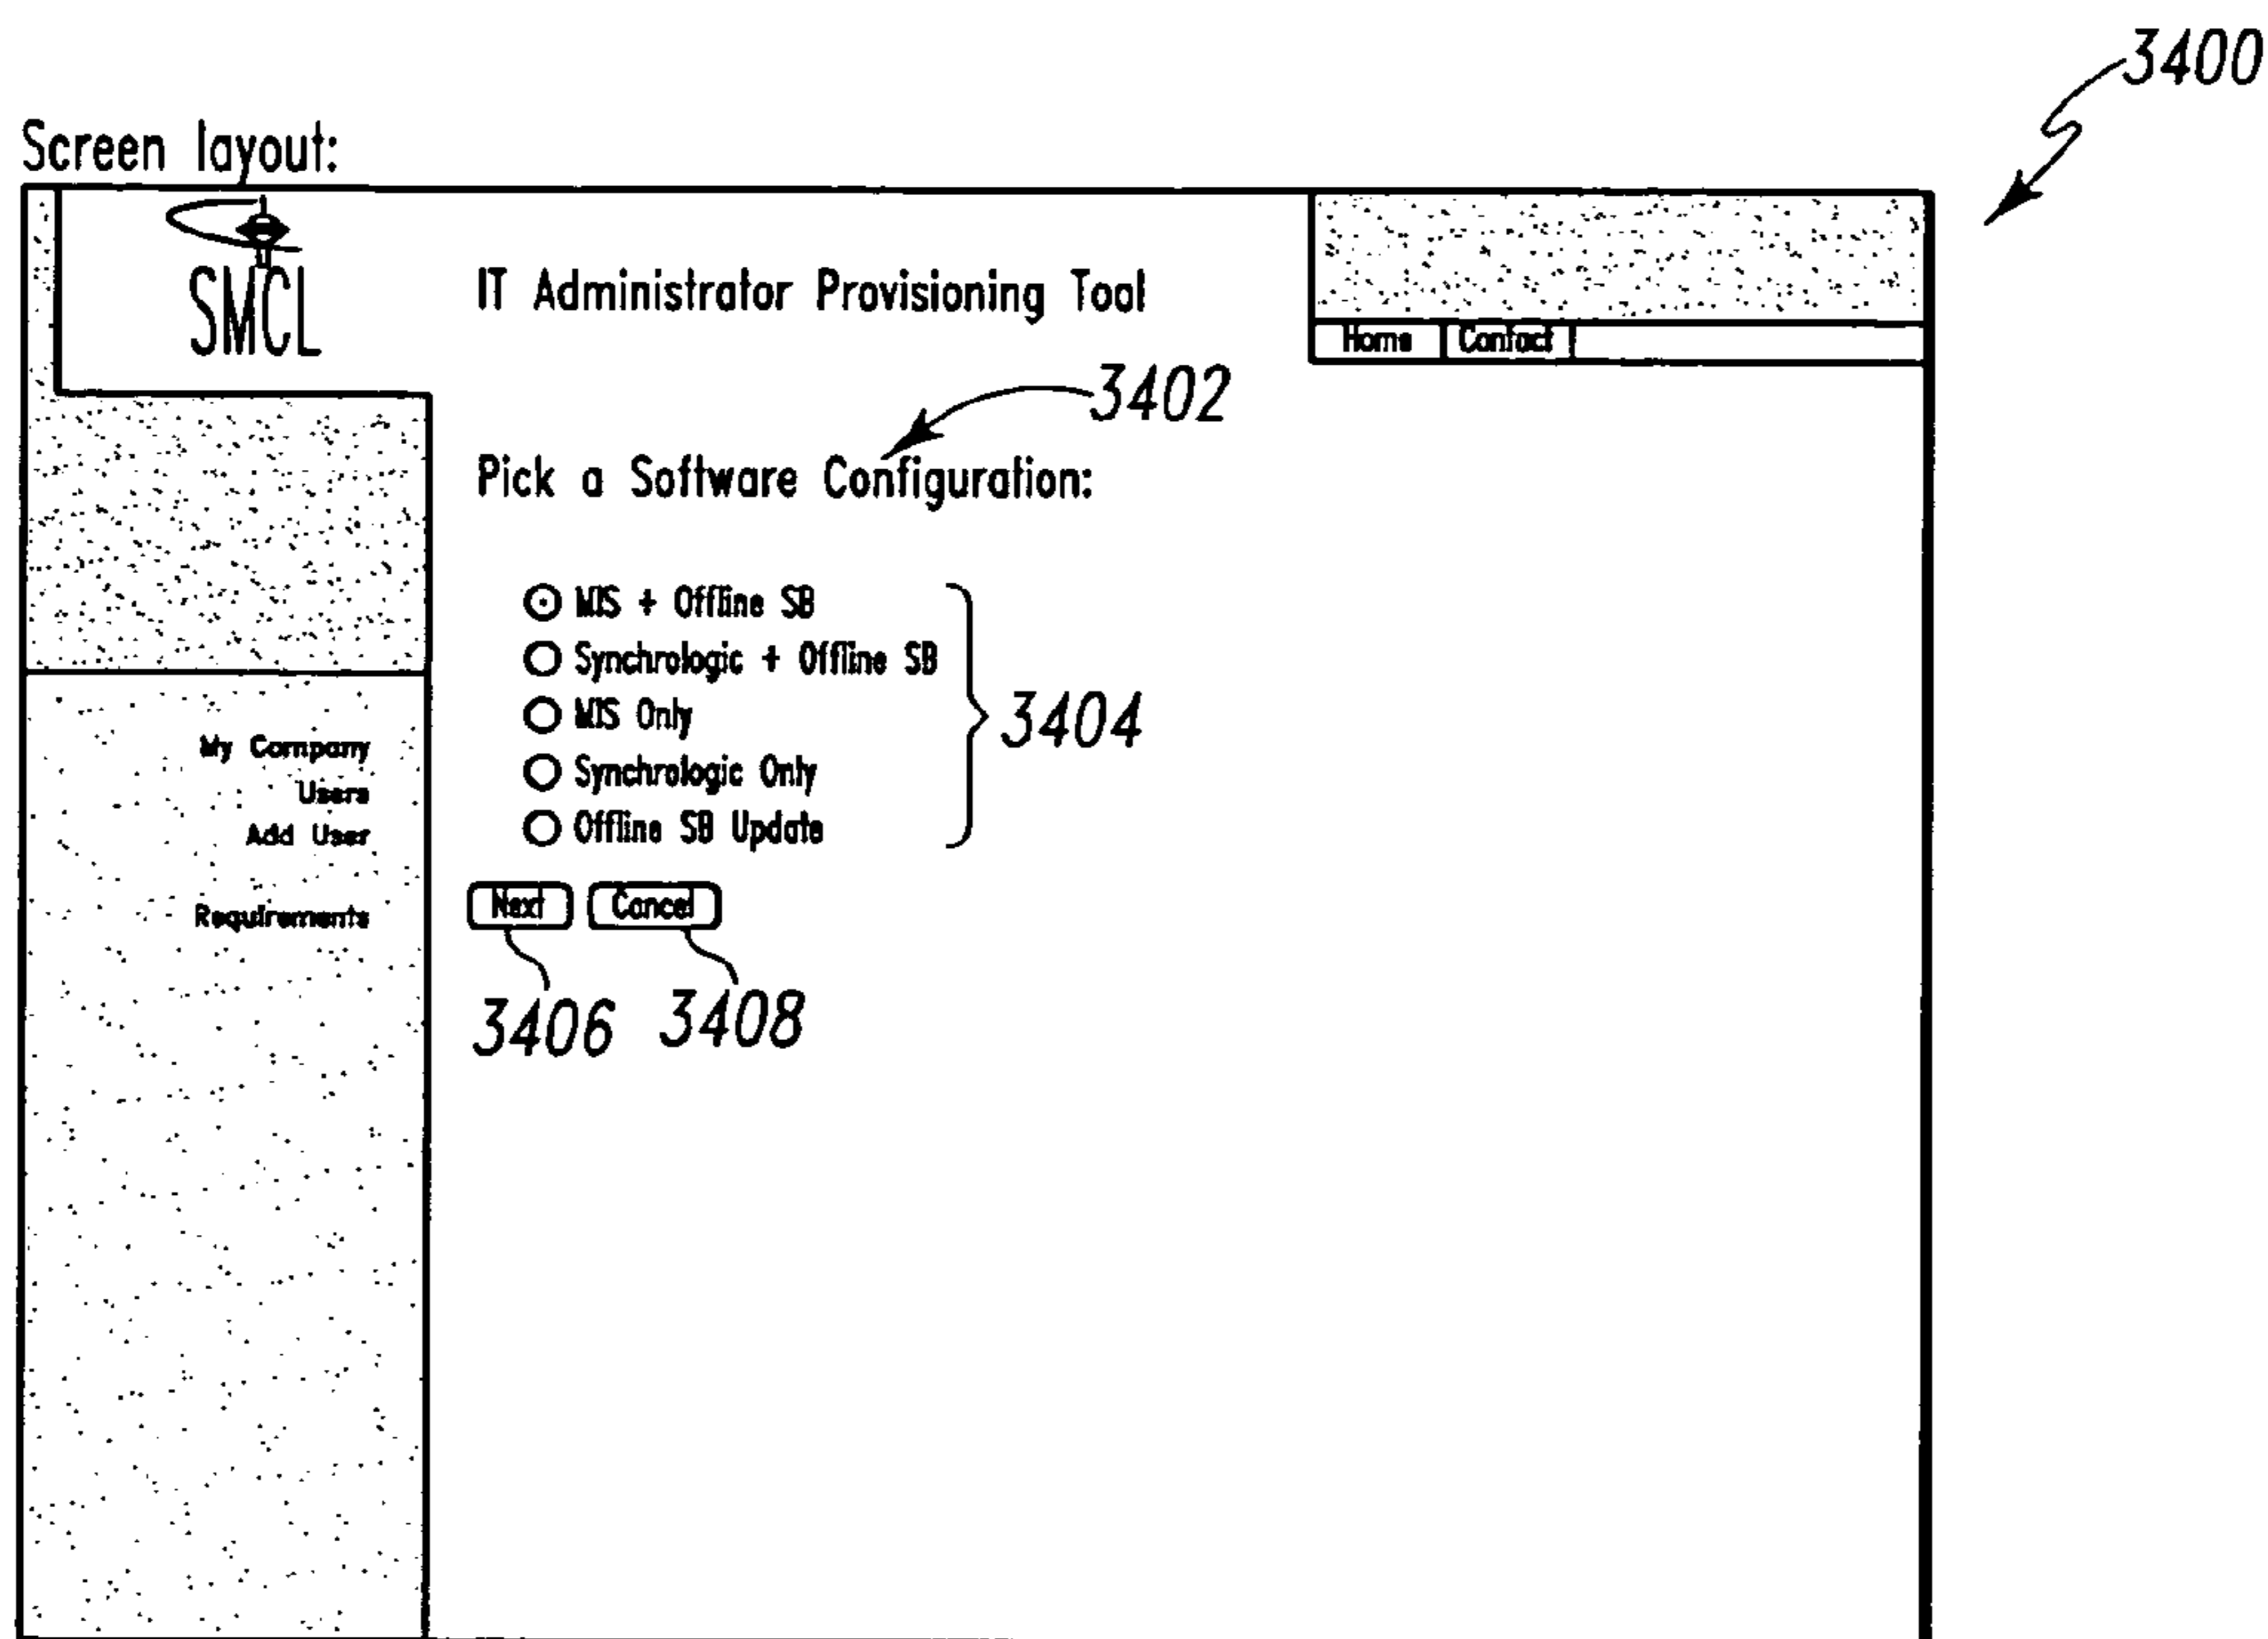 3400
Screen layout:
SMCL
IT Administrator Provisioning Tool
Home Contact
3402
Pick a Software Configuration:
MIS + Offline SB
Synchrologic + Offline SB
MIS Only
Synchrologic Only
Offline SB Update
3404
My Company
Users
Add User
Requirements
Next Cancel
3406 3408